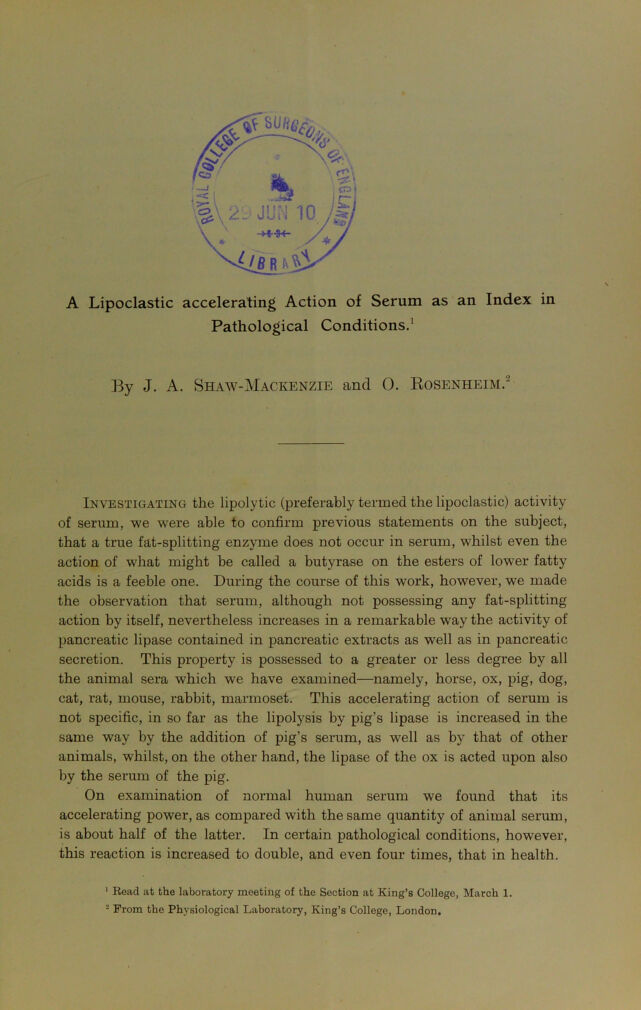 ROYAL COLLEGE OF SURGEONS OF ENGLAND
29 JUN 10
* LIBRARY *
A Lipoclastic accelerating Action of Serum as an Index in
Pathological Conditions.¹
By J. A. Shaw-Mackenzie and O. Rosenheim.²
Investigating the lipolytic (preferably termed the lipoclastic) activity
of serum, we were able to confirm previous statements on the subject,
that a true fat-splitting enzyme does not occur in serum, whilst even the
action of what might be called a butyrase on the esters of lower fatty
acids is a feeble one. During the course of this work, however, we made
the observation that serum, although not possessing any fat-splitting
action by itself, nevertheless increases in a remarkable way the activity of
pancreatic lipase contained in pancreatic extracts as well as in pancreatic
secretion. This property is possessed to a greater or less degree by all
the animal sera which we have examined—namely, horse, ox, pig, dog,
cat, rat, mouse, rabbit, marmoset. This accelerating action of serum is
not specific, in so far as the lipolysis by pig's lipase is increased in the
same way by the addition of pig's serum, as well as by that of other
animals, whilst, on the other hand, the lipase of the ox is acted upon also
by the serum of the pig.
On examination of normal human serum we found that its
accelerating power, as compared with the same quantity of animal serum,
is about half of the latter. In certain pathological conditions, however,
this reaction is increased to double, and even four times, that in health.
¹ Read at the laboratory meeting of the Section at King's College, March 1.
² From the Physiological Laboratory, King's College, London.